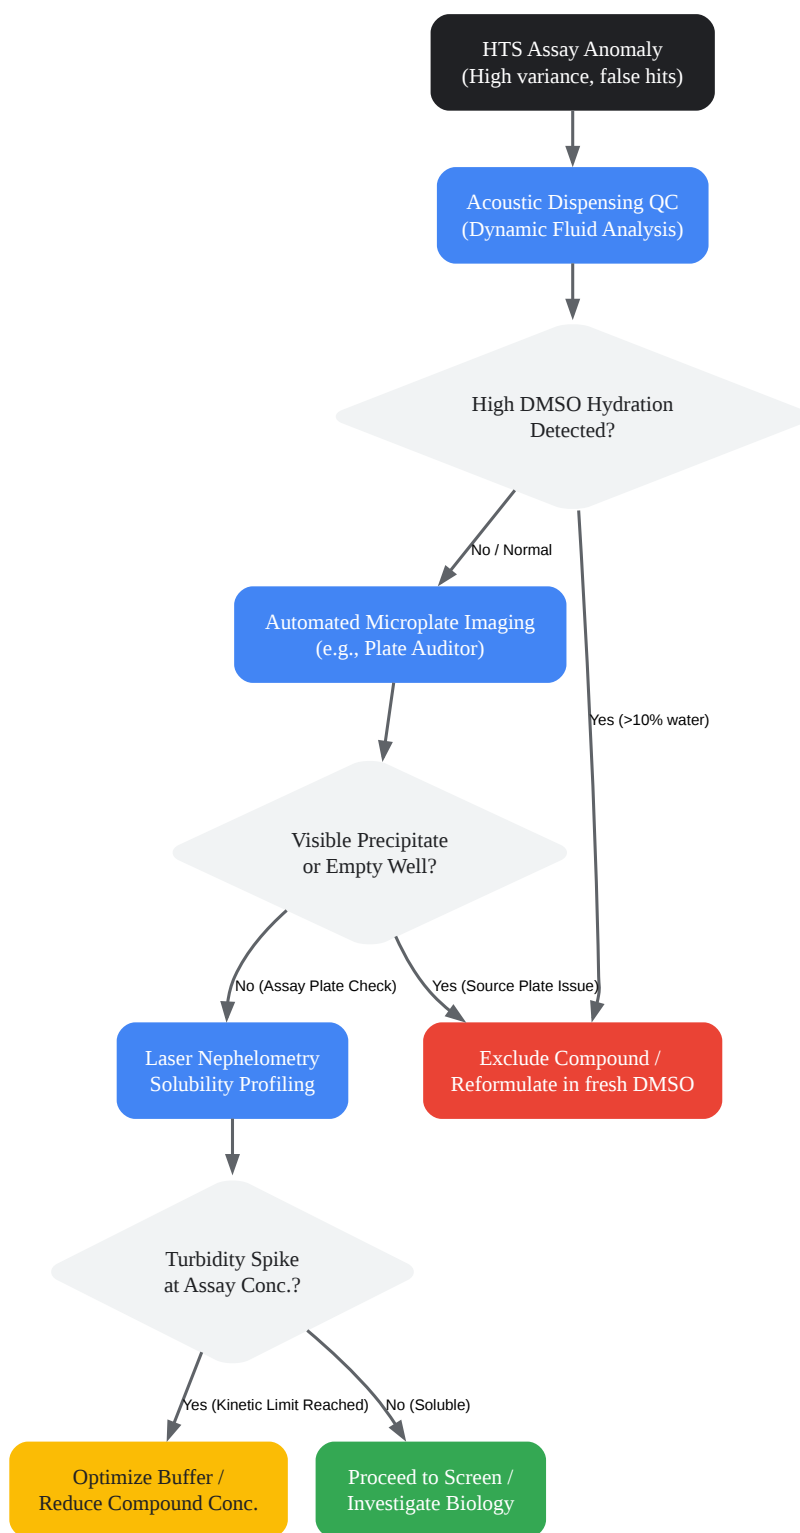 HTS Assay Anomaly
(High variance, false hits)
Acoustic Dispensing QC
(Dynamic Fluid Analysis)
High DMSO Hydration
Detected?
No / Normal
Automated Microplate Imaging
(e.g., Plate Auditor)
Yes (>10% water)
Visible Precipitate
or Empty Well?
No (Assay Plate Check)
Yes (Source Plate Issue)
Laser Nephelometry
Solubility Profiling
Exclude Compound /
Reformulate in fresh DMSO
Turbidity Spike
at Assay Conc.?
Yes (Kinetic Limit Reached)
No (Soluble)
Optimize Buffer /
Reduce Compound Conc.
Proceed to Screen /
Investigate Biology